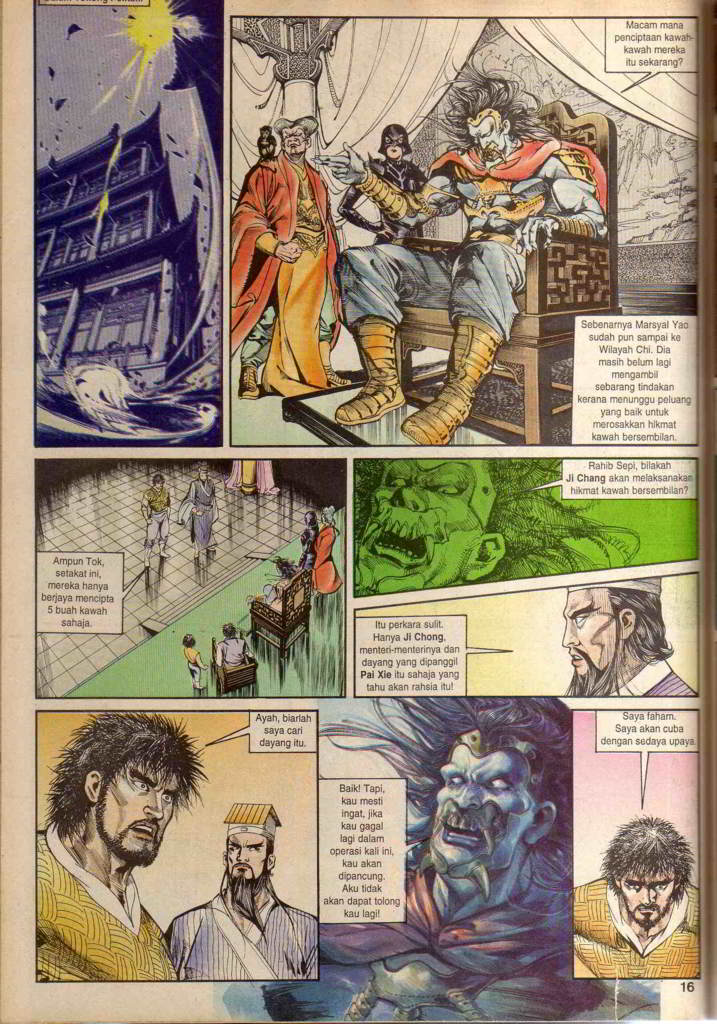 Macam mana
penciptaan kawah-
kawah mereka
itu sekarang?
Sebenarnya Marsyal Yao
sudah pun sampai ke
Wilayah Chi. Dia
masih belum lagi
mengambil
sebarang tindakan
kerana menunggu peluang
yang baik untuk
merosakkan hikmat
kawah bersembilan.
Ampun Tok,
setakat ini,
mereka hanya
berjaya mencipta
5 buah kawah
sahaja.
Rahib Sepi, bilakah
Ji Chang akan melaksanakan
hikmat kawah bersembilan?
Itu perkara sulit.
Hanya Ji Chong,
menteri-menterinya dan
dayang yang dipanggil
Pai Xie itu sahaja yang
tahu akan rahsia itu!
Ayah, biarlah
saya cari
dayang itu.
Baik! Tapi,
kau mesti
ingat, jika
kau gagal
lagi dalam
operasi kali ini,
kau akan
dipancung.
Aku tidak
akan dapat tolong
kau lagi!
Saya faham.
Saya akan cuba
dengan sedaya upaya.
16